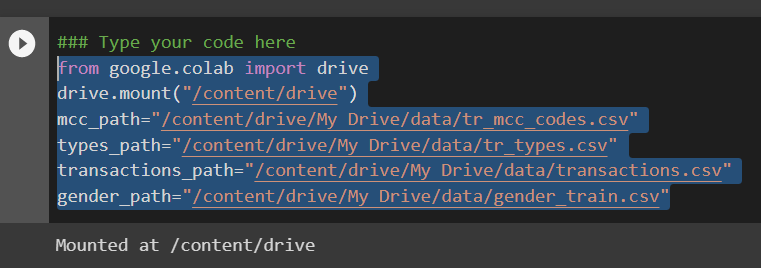 ### Type your code here
from google.colab import drive
drive.mount("/content/drive")
mcc_path="/content/drive/My Drive/data/tr_mcc_codes.csv"
types_path="/content/drive/My Drive/data/tr_types.csv"
transactions_path="/content/drive/My Drive/data/transactions.csv"
gender_path="/content/drive/My Drive/data/gender_train.csv"
Mounted at /content/drive